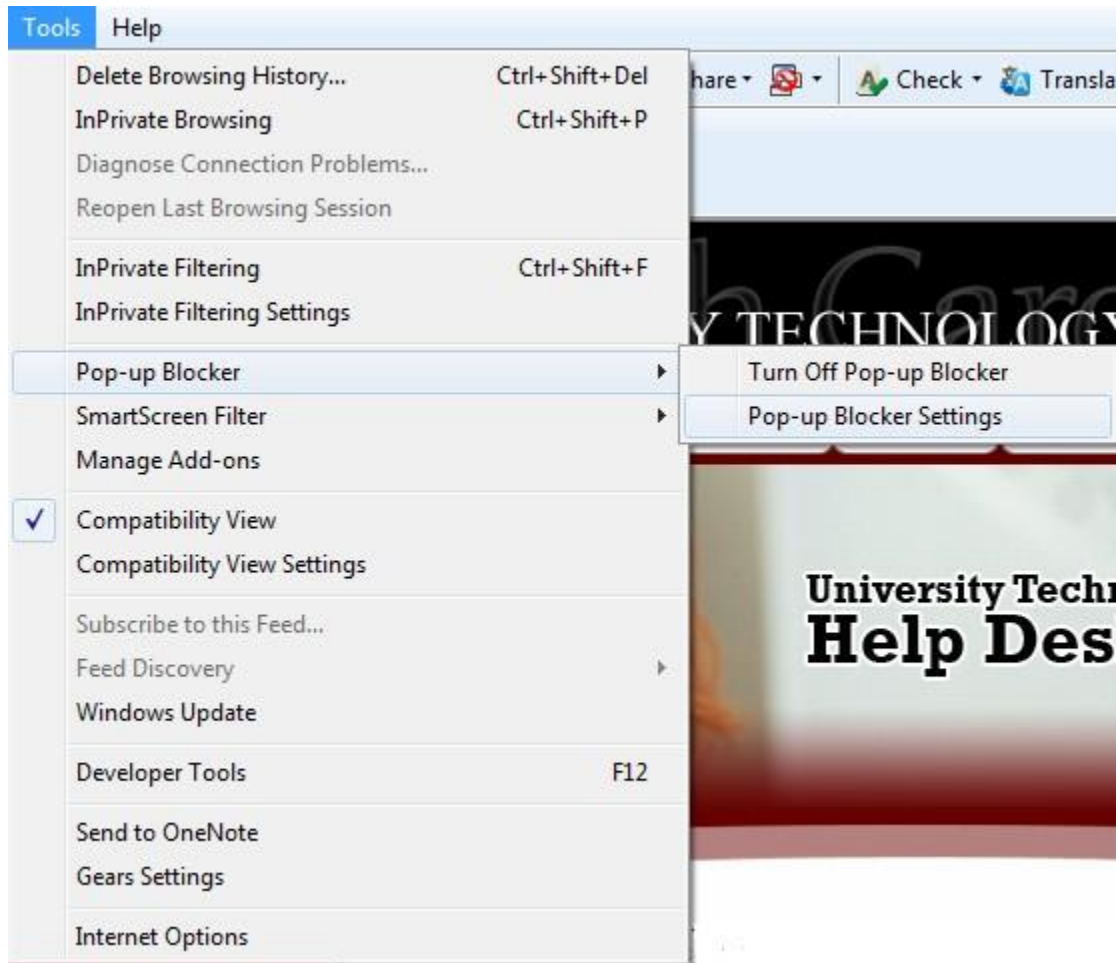 Tools Help
Delete Browsing History... Ctrl+Shift+Del
hare Check Transla
InPrivate Browsing Ctrl+Shift+P
Diagnose Connection Problems...
Reopen Last Browsing Session
InPrivate Filtering Ctrl+Shift+F
InPrivate Filtering Settings
Y TECHNOLOGY
Pop-up Blocker
Turn Off Pop-up Blocker
SmartScreen Filter
Pop-up Blocker Settings
Manage Add-ons
Compatibility View
Compatibility View Settings
University Techn
Help Des
Subscribe to this Feed...
Feed Discovery
Windows Update
Developer Tools F12
Send to OneNote
Gears Settings
Internet Options